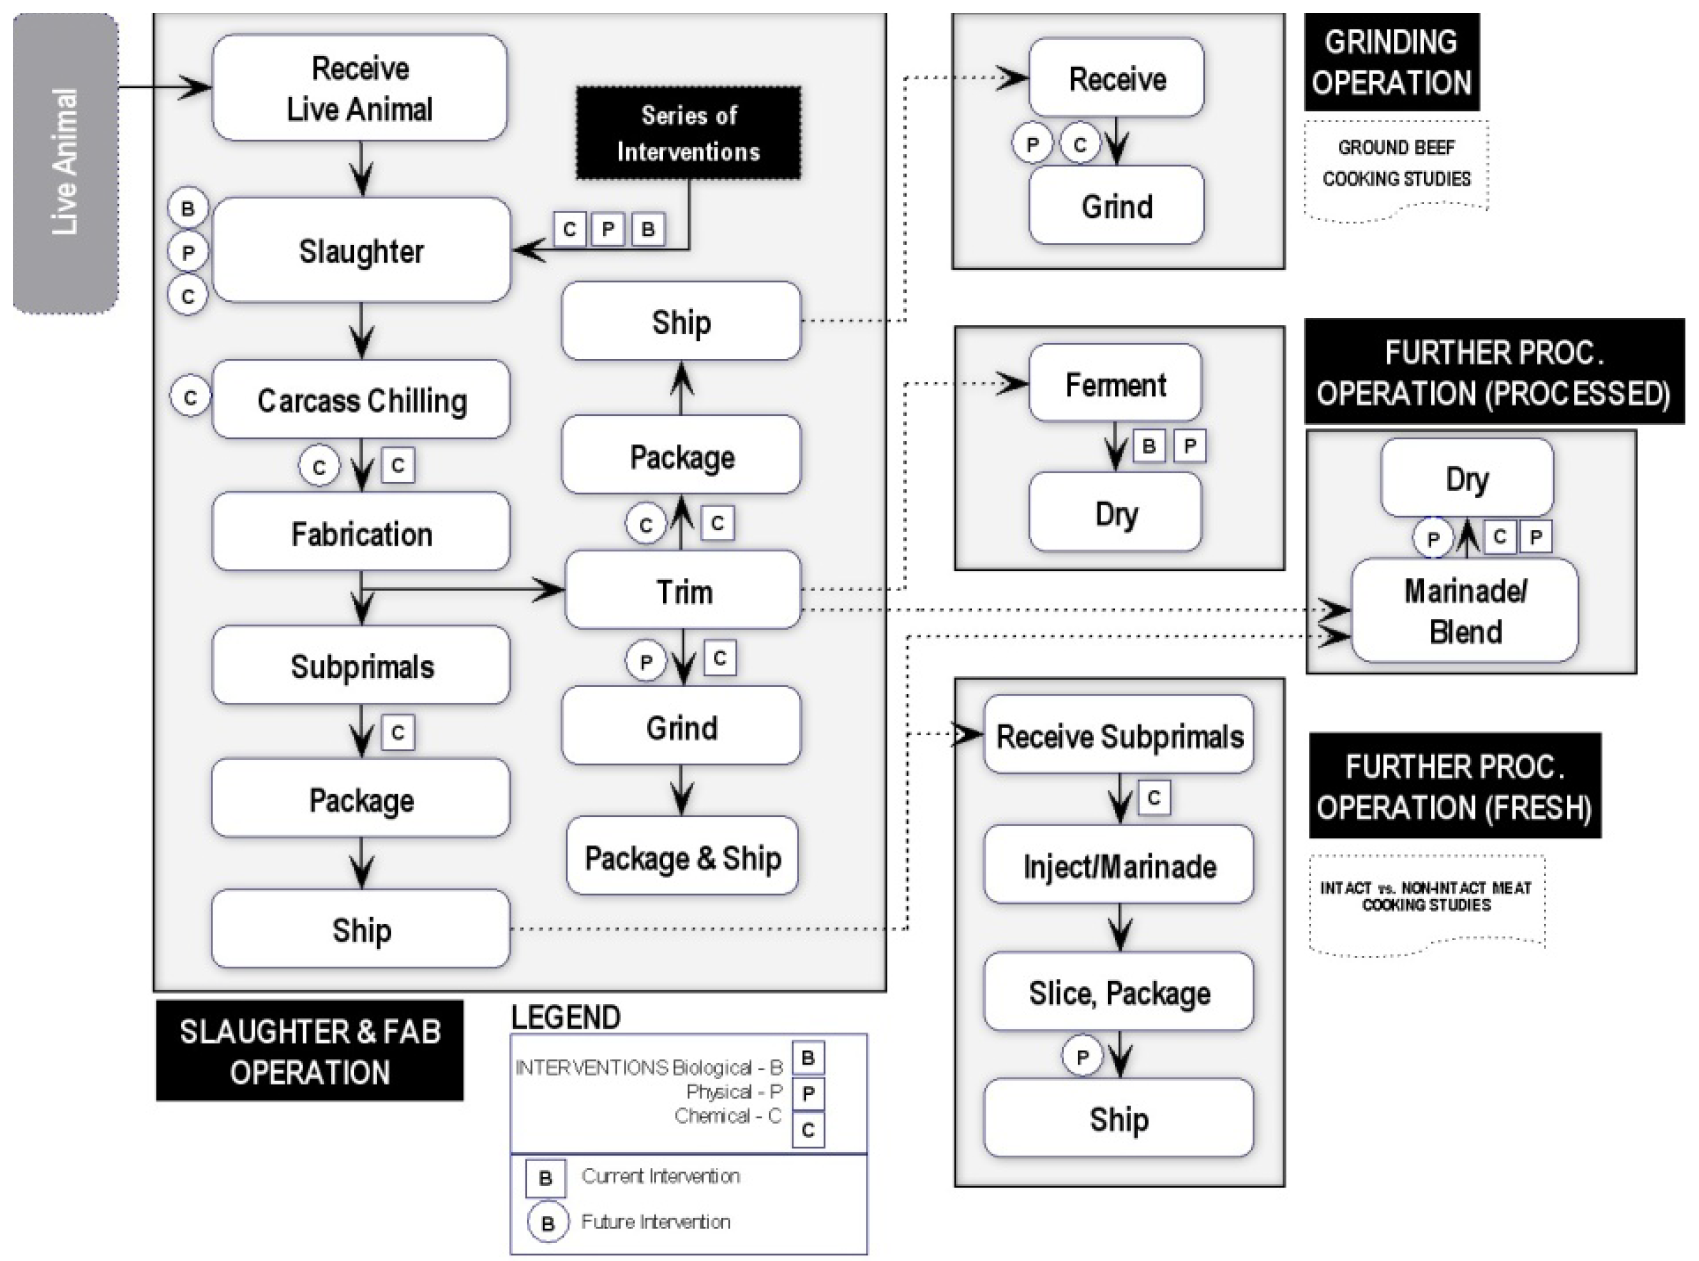 Live Animal
Receive
Live Animal
Series of
Interventions
B
P
C
Slaughter
C P B
Ship
C
Carcass Chilling
Package
C C
Fabrication
C C
Trim
Subprimals
P C
Grind
C
Package
Package & Ship
Ship
SLAUGHTER & FAB
OPERATION
LEGEND
INTERVENTIONS Biological - B B
Physical - P P
Chemical - C C
B Current Intervention
B Future Intervention
Receive
P C
Grind
GRINDING
OPERATION
GROUND BEEF
COOKING STUDIES
Ferment
B P
Dry
FURTHER PROC.
OPERATION (PROCESSED)
Dry
P C P
Marinade/
Blend
Receive Subprimals
C
Inject/Marinade
Slice, Package
P
Ship
FURTHER PROC.
OPERATION (FRESH)
INTACT vs. NON-INTACT MEAT
COOKING STUDIES